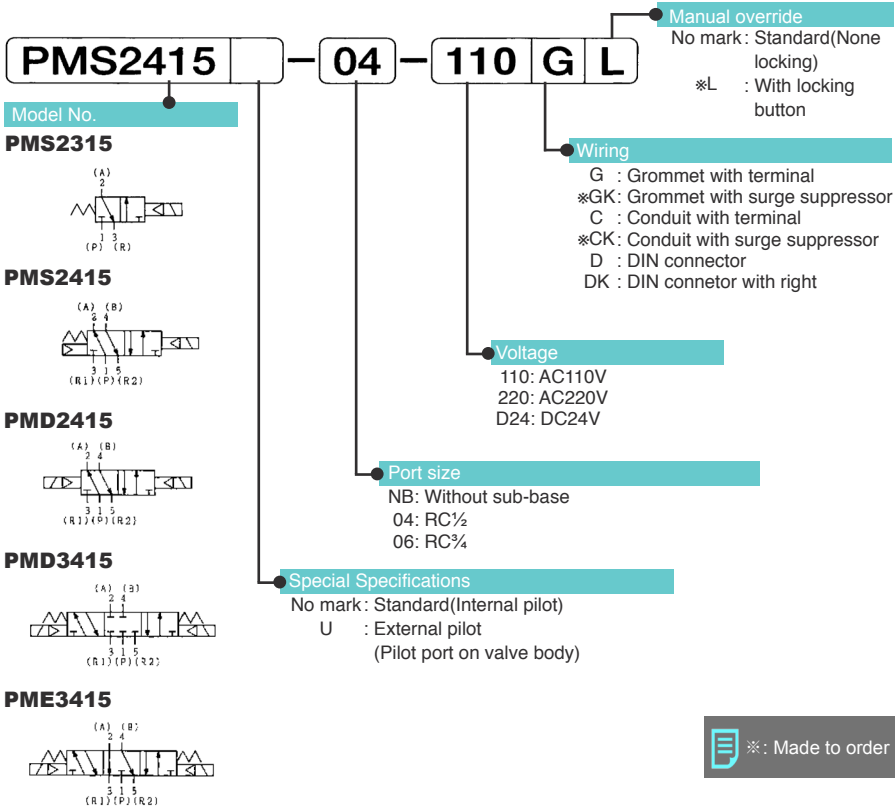 Manual override
No mark: Standard(None
locking)
※L : With locking
button
PMS2415 - 04 - 110 G L
Model No.
PMS2315
(A)
2
1 3
(P) (R)
Wiring
G : Grommet with terminal
※GK: Grommet with surge suppressor
C : Conduit with terminal
※CK: Conduit with surge suppressor
D : DIN connector
DK : DIN connetor with right
PMS2415
(A) (B)
2 4
3 1 5
(R1)(P)(R2)
Voltage
110: AC110V
220: AC220V
D24: DC24V
PMD2415
(A) (B)
2 4
3 1 5
(R1)(P)(R2)
Port size
NB: Without sub-base
04: RC½
06: RC¾
PMD3415
(A) (B)
2 4
3 1 5
(R1)(P)(R2)
Special Specifications
No mark: Standard(Internal pilot)
U : External pilot
(Pilot port on valve body)
PME3415
(A) (B)
2 4
3 1 5
(R1)(P)(R2)
※: Made to order